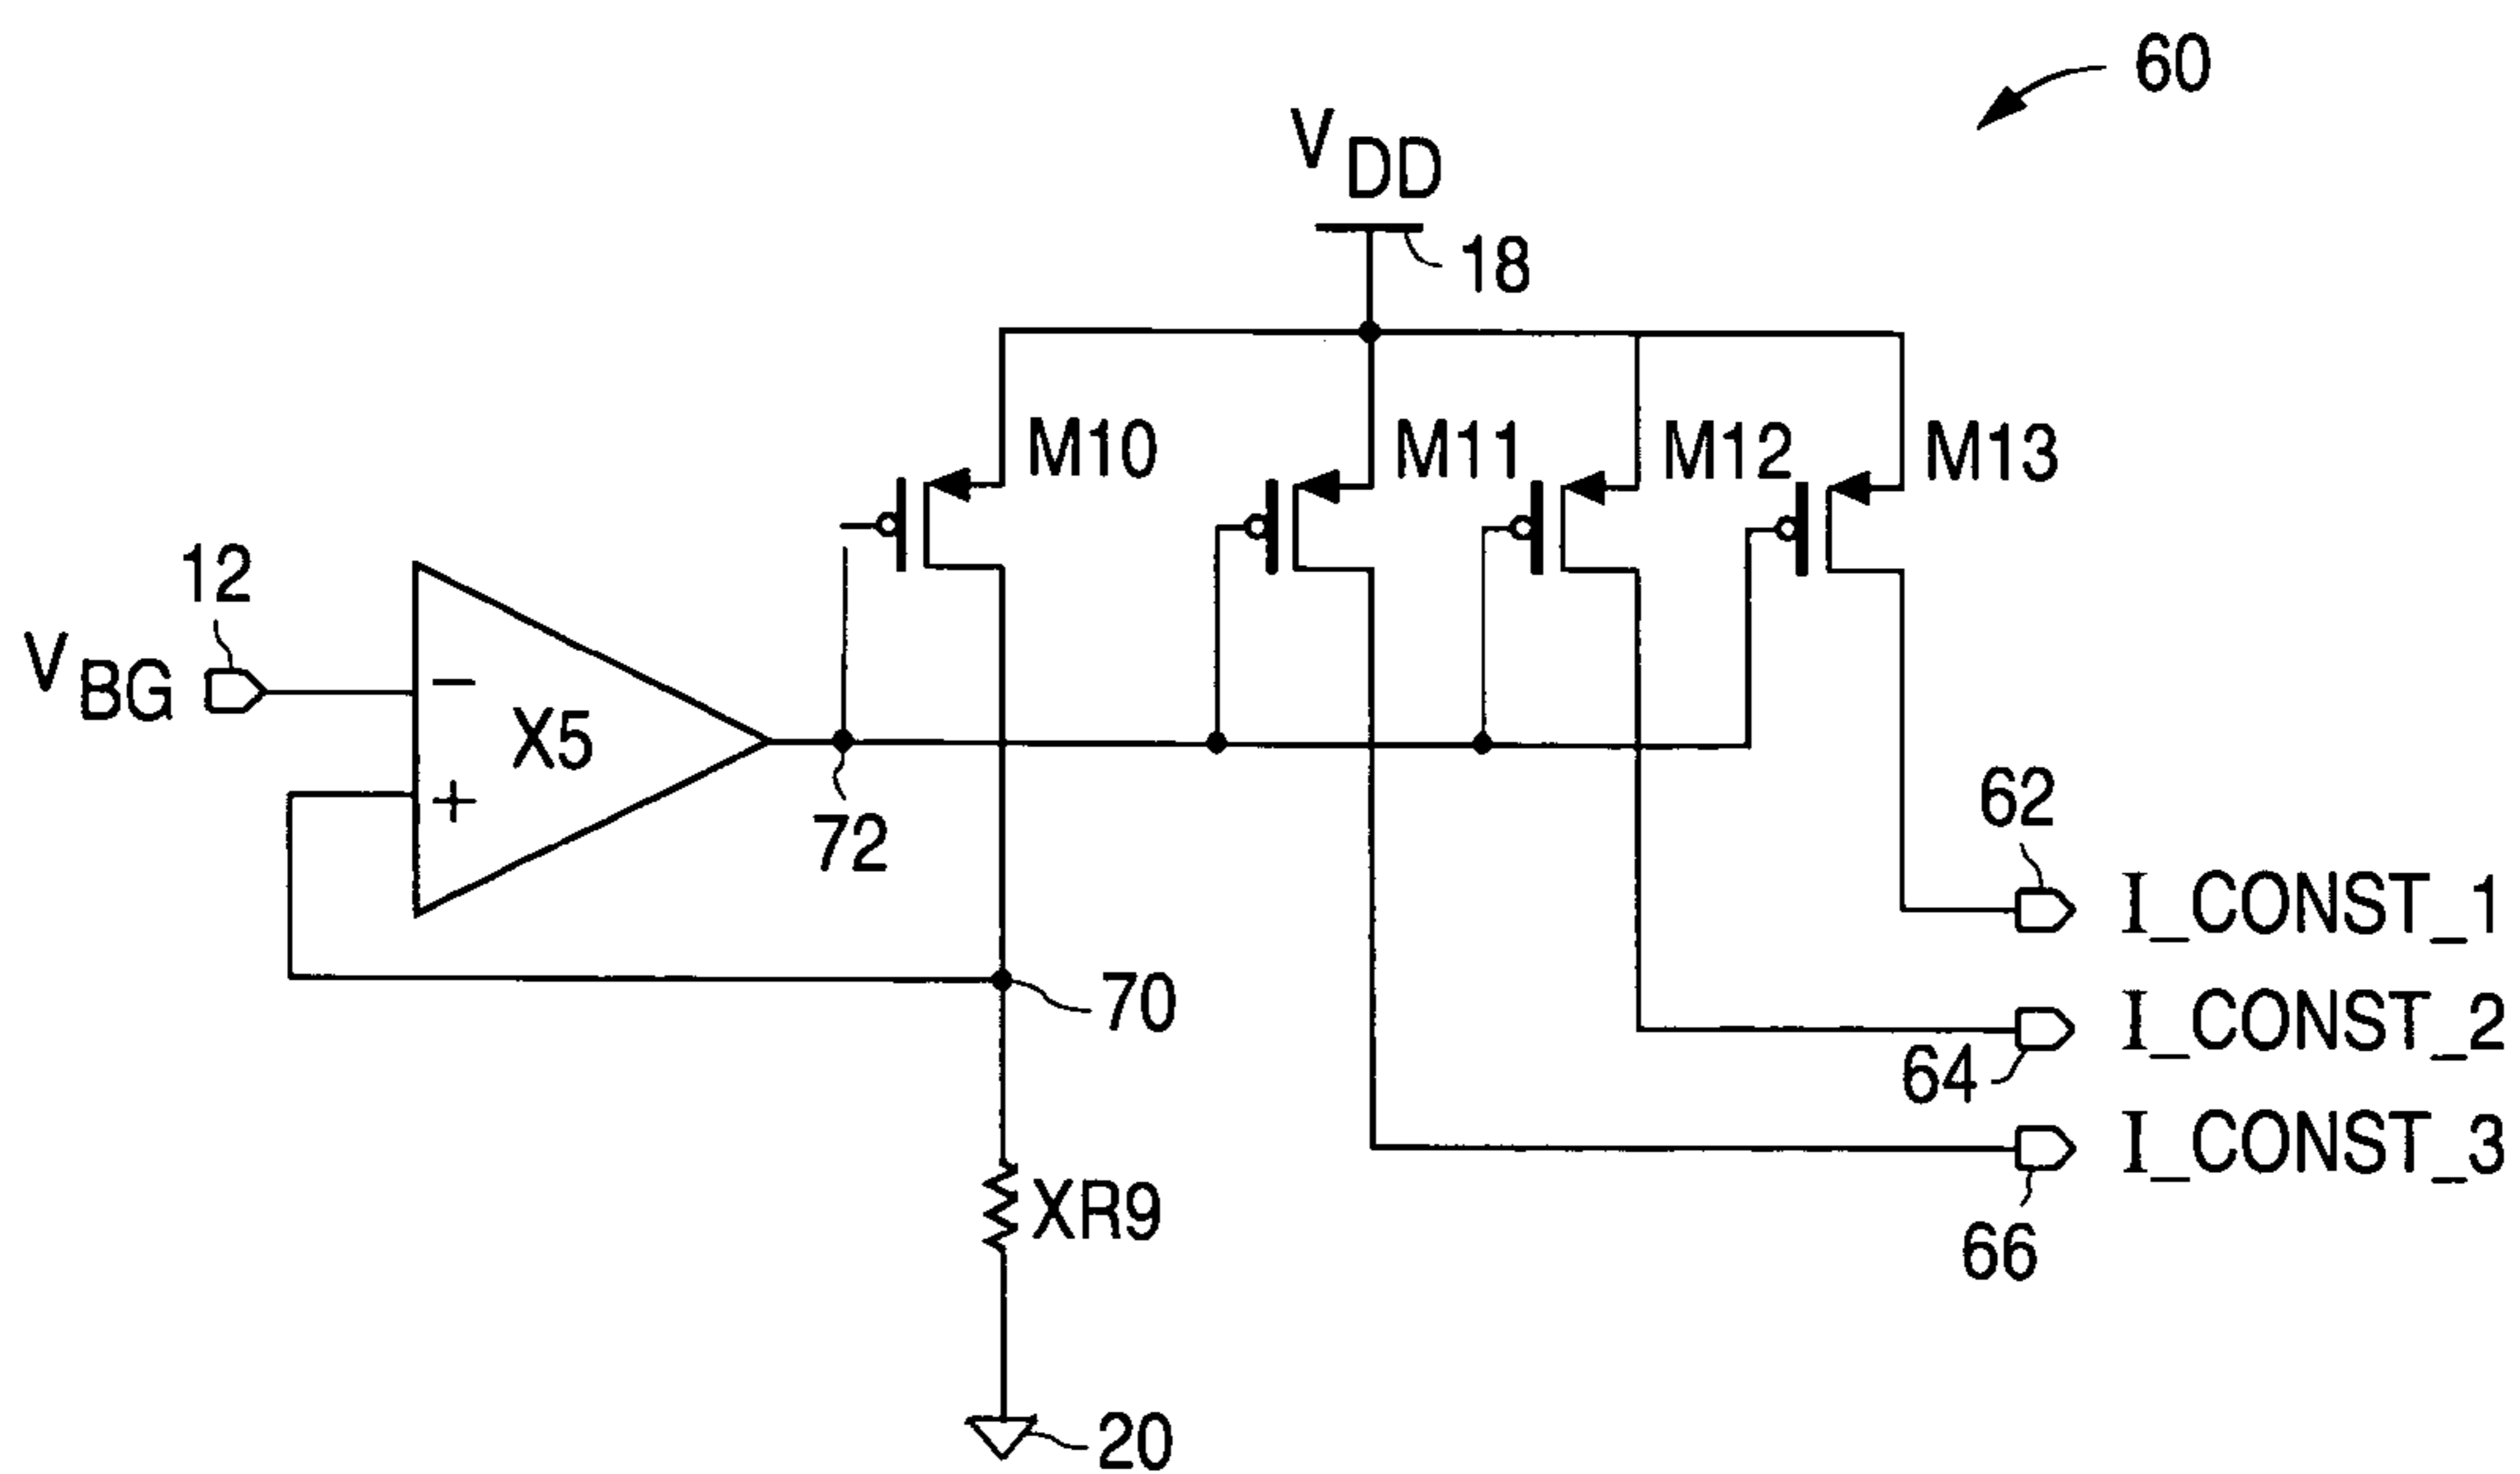 60
VDD
18
M10
M11
M12
M13
12
VBG
−
X5
+
72
62
I_CONST_1
70
I_CONST_2
64
I_CONST_3
XR9
66
20